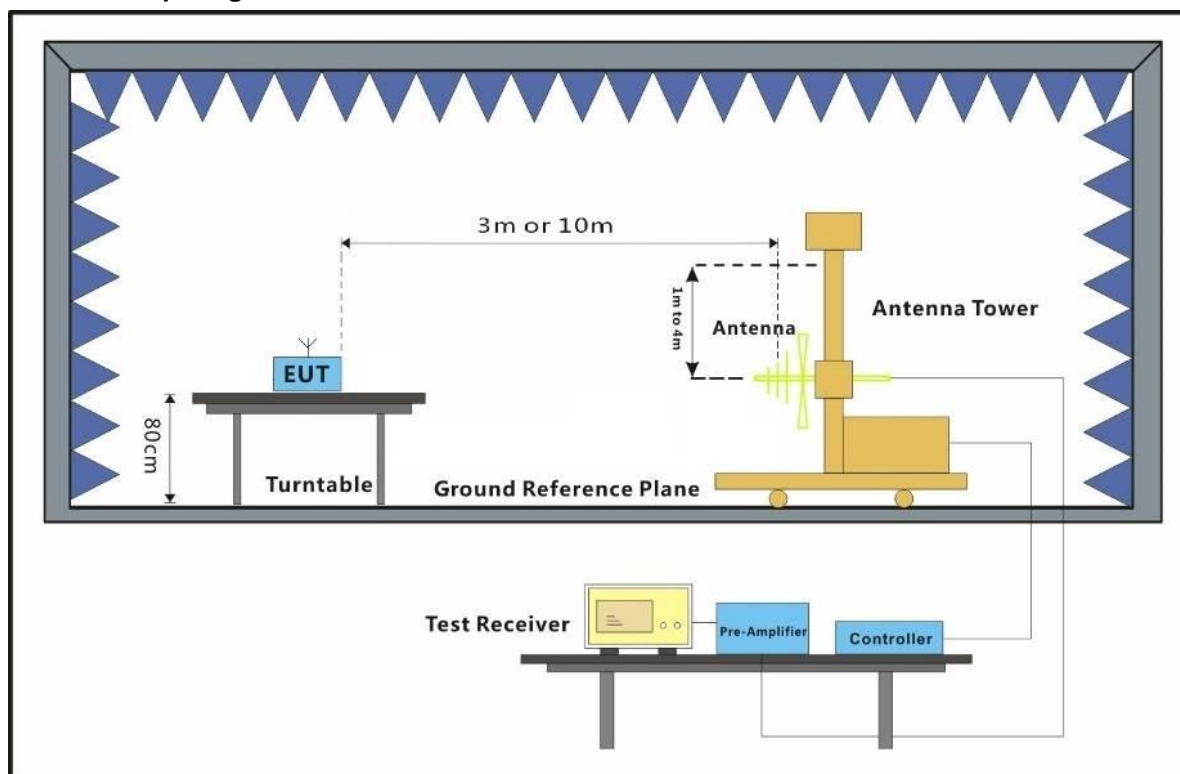 3m or 10m
1m to 4m
Antenna
Antenna Tower
EUT
80cm
Turntable
Ground Reference Plane
Test Receiver
Pre-Amplifier
Controller